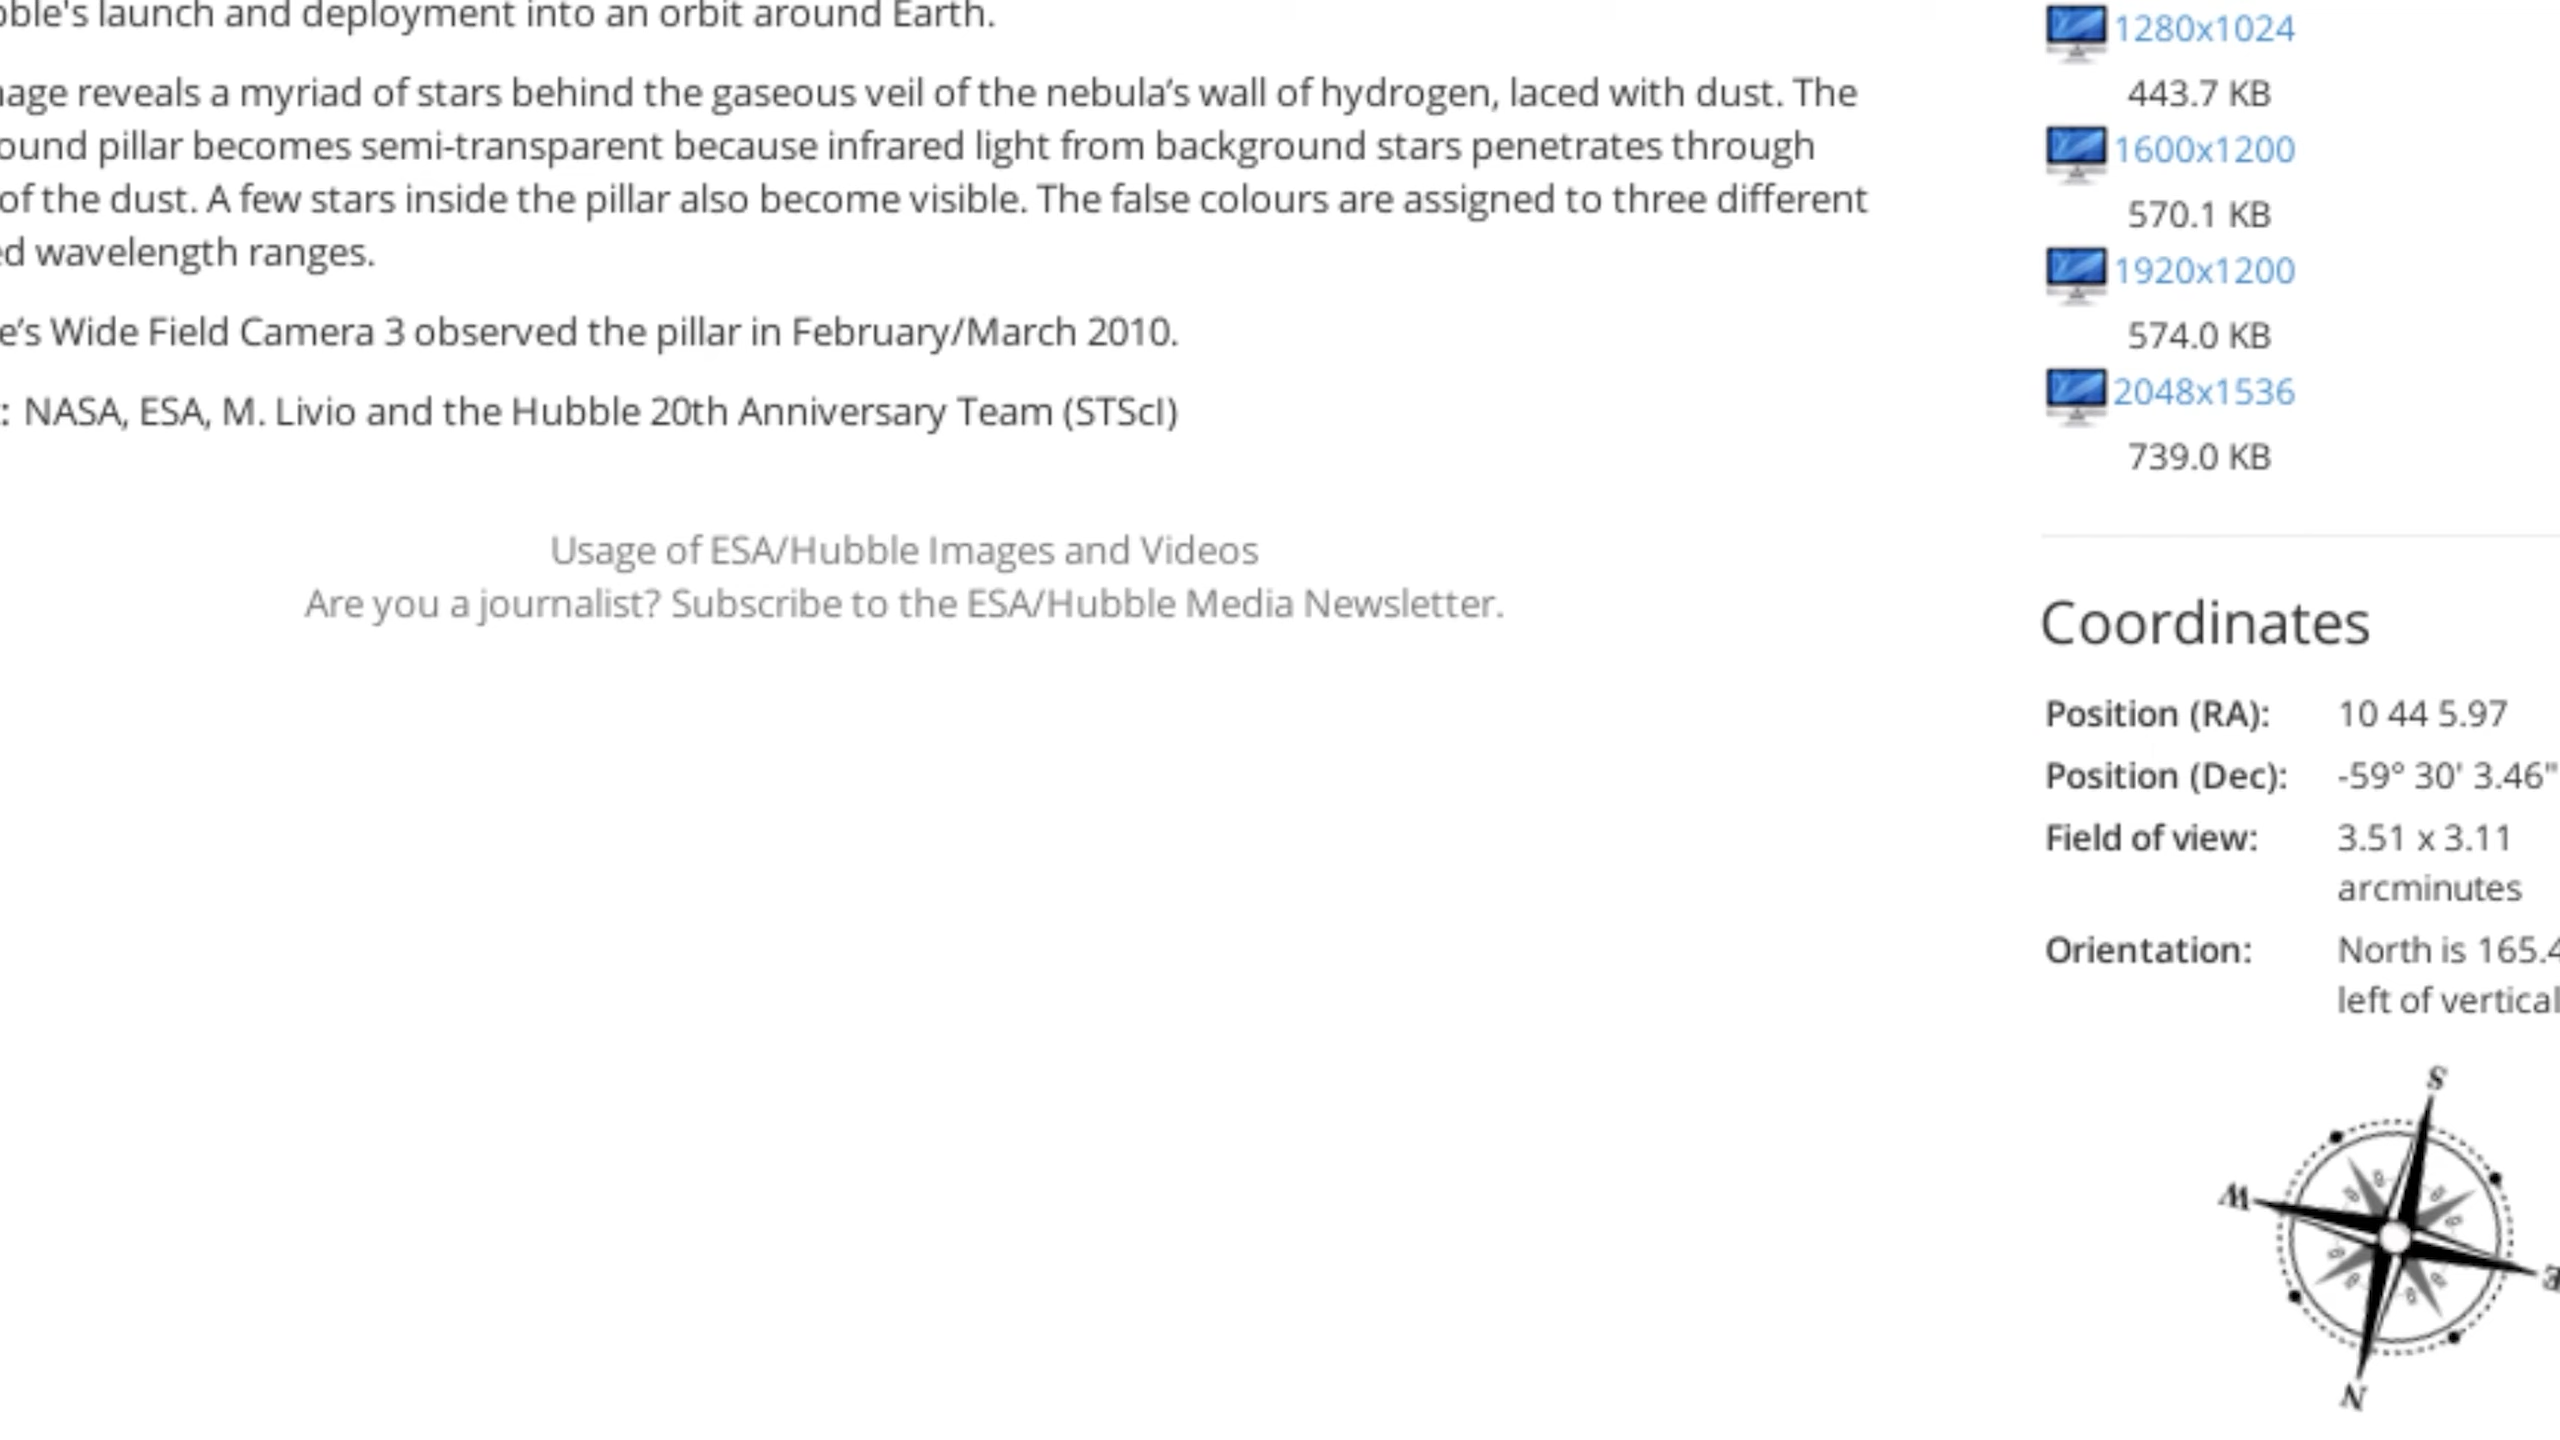 launch and deployment into an orbit around Earth.
reveals a myriad of stars behind the gaseous veil of the nebula’s wall of hydrogen, laced with dust. The
pillar becomes semi-transparent because infrared light from background stars penetrates through
of the dust. A few stars inside the pillar also become visible. The false colours are assigned to three different
wavelength ranges.
Wide Field Camera 3 observed the pillar in February/March 2010.
: NASA, ESA, M. Livio and the Hubble 20th Anniversary Team (STScI)
Usage of ESA/Hubble Images and Videos
Are you a journalist? Subscribe to the ESA/Hubble Media Newsletter.
1280x1024
443.7 KB
1600x1200
570.1 KB
1920x1200
574.0 KB
2048x1536
739.0 KB
Coordinates
Position (RA): 10 44 5.97
Position (Dec): -59° 30' 3.46"
Field of view: 3.51 x 3.11
arcminutes
Orientation: North is 165.4
left of vertical
S
W
E
N